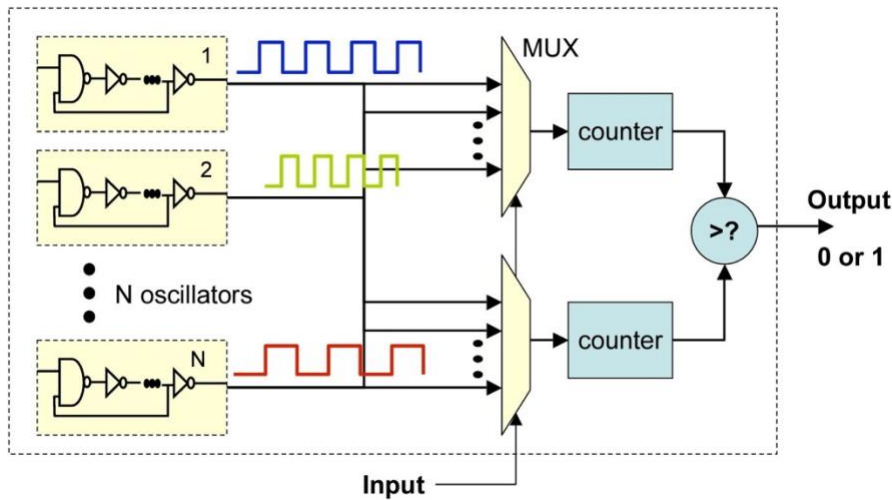 1
MUX
counter
2
Output
>?
0 or 1
N oscillators
counter
N
Input